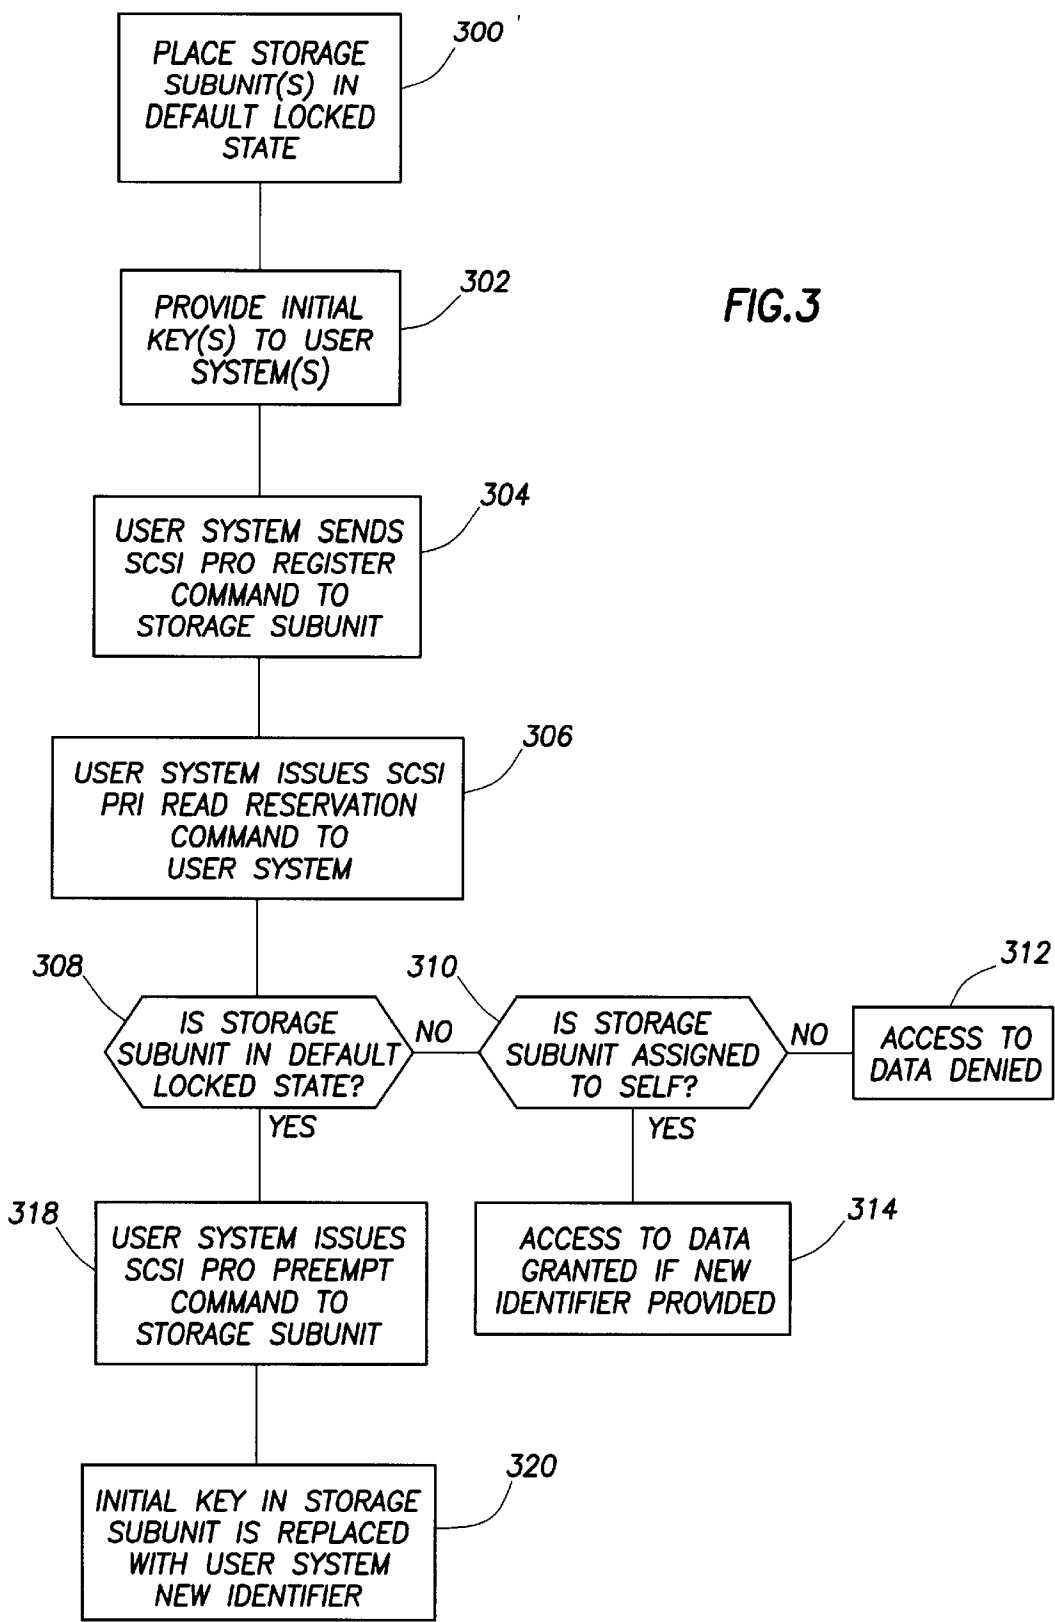 300
PLACE STORAGE
SUBUNIT(S) IN
DEFAULT LOCKED
STATE
302
PROVIDE INITIAL
KEY(S) TO USER
SYSTEM(S)
FIG.3
304
USER SYSTEM SENDS
SCSI PRO REGISTER
COMMAND TO
STORAGE SUBUNIT
306
USER SYSTEM ISSUES SCSI
PRI READ RESERVATION
COMMAND TO
USER SYSTEM
308
IS STORAGE
SUBUNIT IN DEFAULT
LOCKED STATE?
NO
YES
310
IS STORAGE
SUBUNIT ASSIGNED
TO SELF?
NO
YES
312
ACCESS TO
DATA DENIED
318
USER SYSTEM ISSUES
SCSI PRO PREEMPT
COMMAND TO
STORAGE SUBUNIT
314
ACCESS TO DATA
GRANTED IF NEW
IDENTIFIER PROVIDED
320
INITIAL KEY IN STORAGE
SUBUNIT IS REPLACED
WITH USER SYSTEM
NEW IDENTIFIER